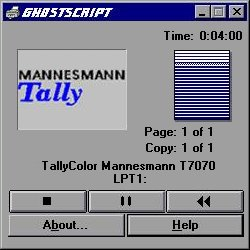 GHOSTSCRIPT
Time: 0:04:00
MANNESMANN
Tally
Page: 1 of 1
Copy: 1 of 1
TallyColor Mannesmann T7070
LPT1:
About...
Help